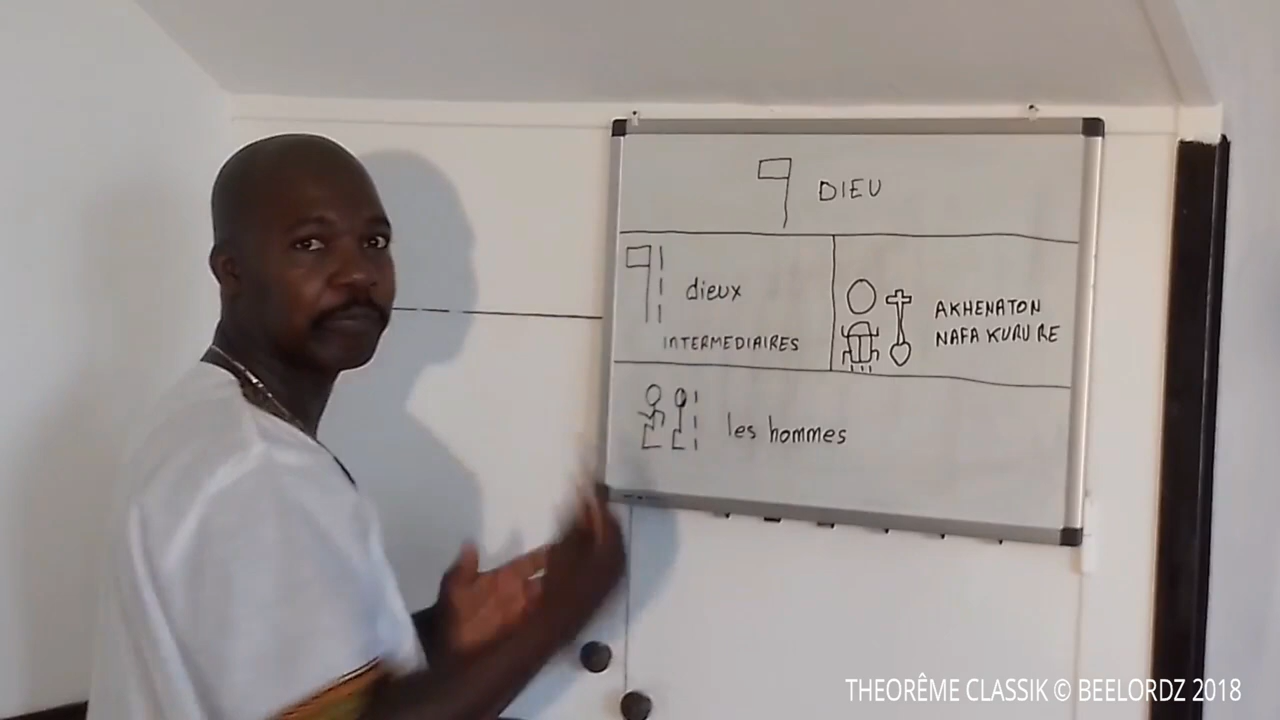 DIEU
dieux
INTERMEDIAIRES
AKHENATON
NAFA KURU RE
les hommes
THEORÊME CLASSIK © BEELORDZ 2018